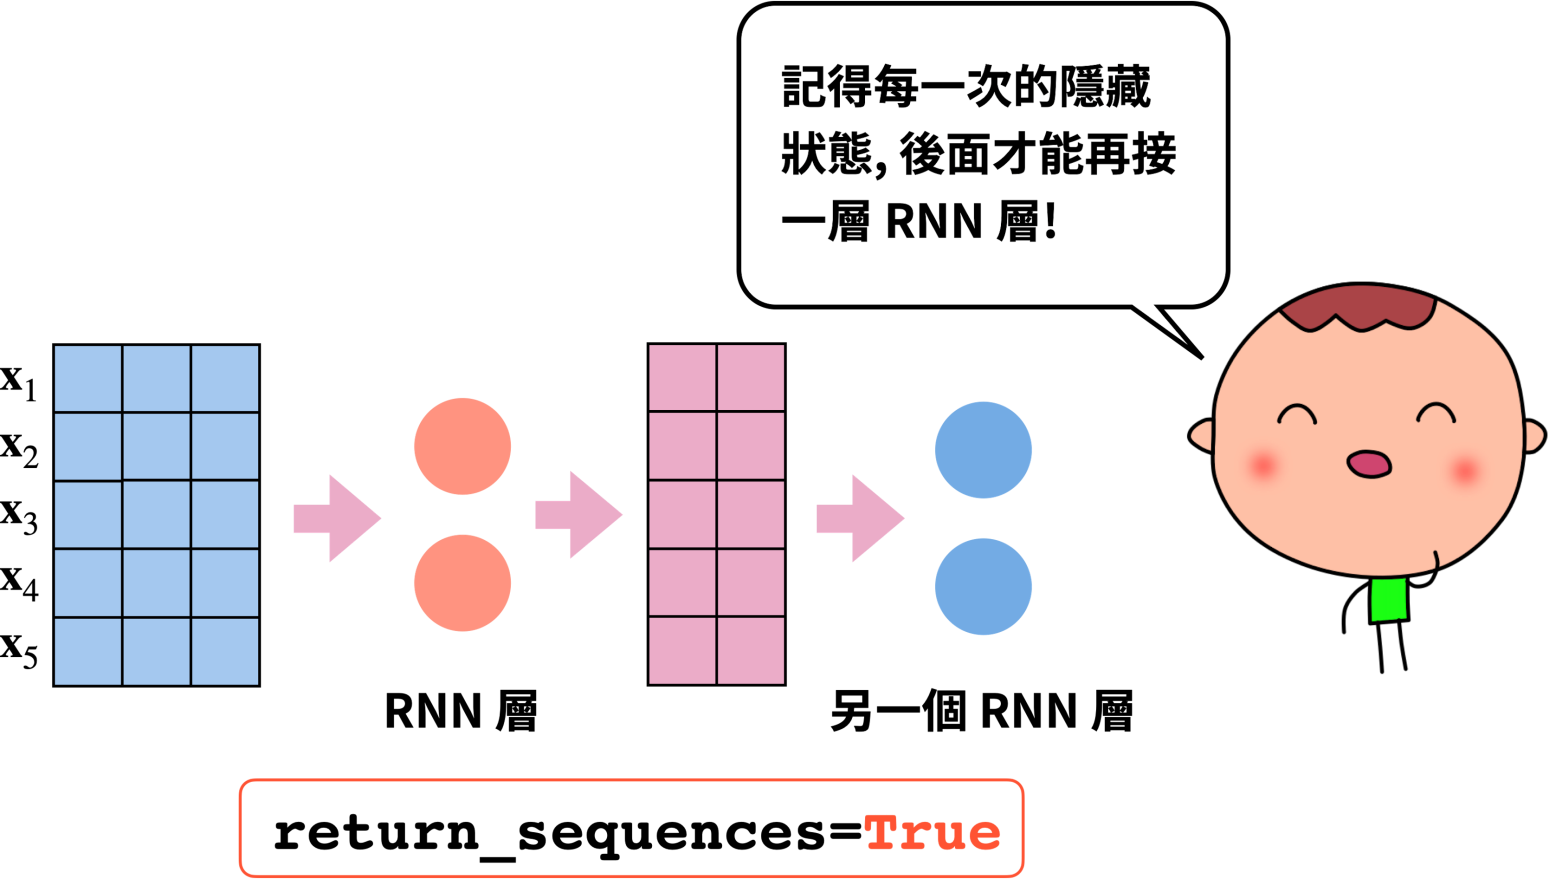 記得每一次的隱藏
狀態, 後面才能再接
一層 RNN 層!
x1
x2
x3
x4
x5
RNN 層
另一個 RNN 層
return_sequences=True